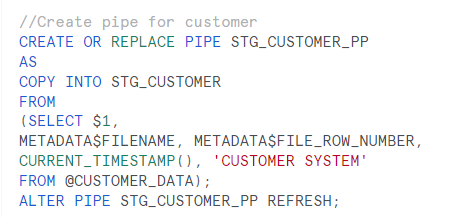 //Create pipe for customer
CREATE OR REPLACE PIPE STG_CUSTOMER_PP
AS
COPY INTO STG_CUSTOMER
FROM
(SELECT $1,
METADATA$FILENAME, METADATA$FILE_ROW_NUMBER,
CURRENT_TIMESTAMP(), 'CUSTOMER SYSTEM'
FROM @CUSTOMER_DATA);
ALTER PIPE STG_CUSTOMER_PP REFRESH;